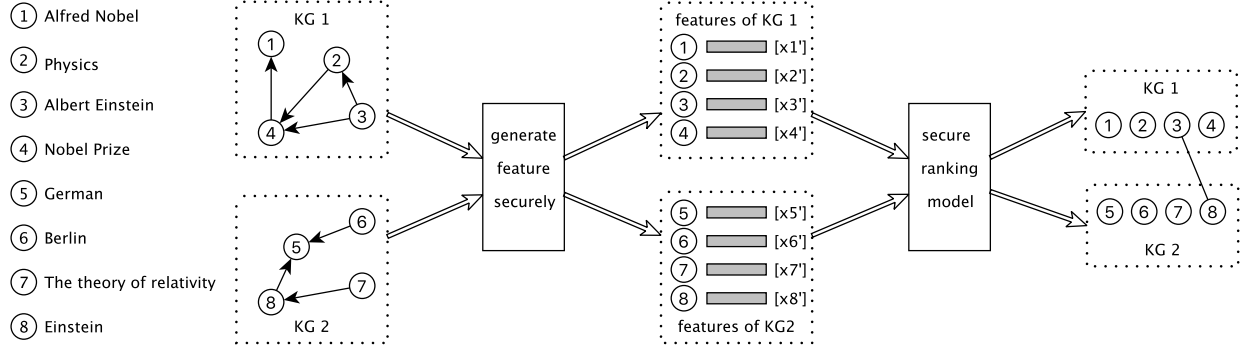 1 Alfred Nobel
2 Physics
3 Albert Einstein
4 Nobel Prize
5 German
6 Berlin
7 The theory of relativity
8 Einstein
KG 1
1
2
3
4
6
5
7
8
KG 2
generate
feature
securely
features of KG 1
1 [x1']
2 [x2']
3 [x3']
4 [x4']
5 [x5']
6 [x6']
7 [x7']
8 [x8']
features of KG2
secure
ranking
model
KG 1
1 2 3 4
5 6 7 8
KG 2